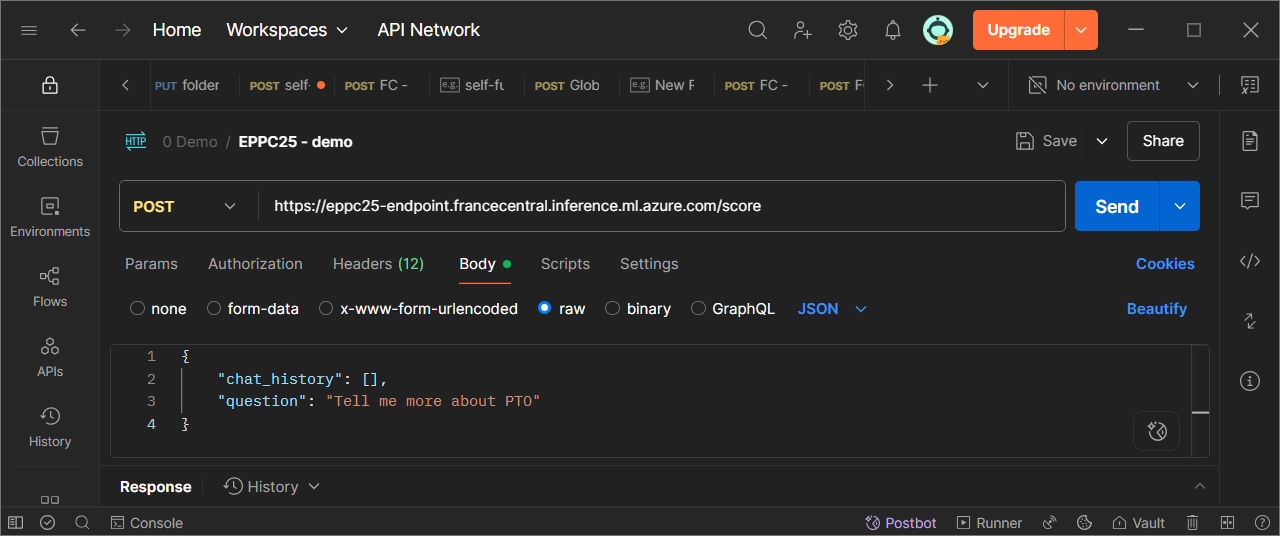 Home Workspaces API Network Upgrade
PUT folder POST self- POST FC - e.g. self-fu POST Glob e.g. New F POST FC - POST F No environment
HTTP 0 Demo / EPPC25 - demo Save Share
Collections
Environments
Flows
APIs
History
POST https://eppc25-endpoint.francecentral.inference.ml.azure.com/score Send
Params Authorization Headers (12) Body Scripts Settings Cookies
none form-data x-www-form-urlencoded raw binary GraphQL JSON Beautify
1 {
2 "chat_history": [],
3 "question": "Tell me more about PTO"
4 }
Response History
Console Postbot Runner Vault